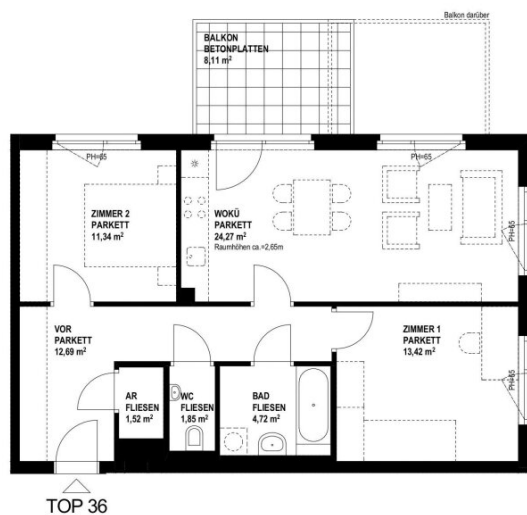 Balkon darüber
BALKON
BETONPLATTEN
8,11 m²
PH=65
PH=65
ZIMMER 2
PARKETT
11,34 m²
WOKÜ
PARKETT
24,27 m²
Raumhöhen ca.=2,65m
PH=65
VOR
PARKETT
12,69 m²
ZIMMER 1
PARKETT
13,42 m²
PH=65
AR
FLIESEN
1,52 m²
WC
FLIESEN
1,85 m²
BAD
FLIESEN
4,72 m²
TOP 36